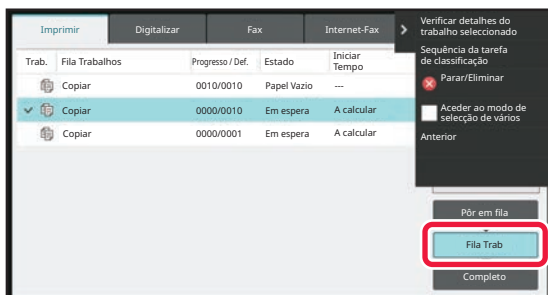 Imprimir Digitalizar Fax Internet-Fax
Trab. Fila Trabalhos Progresso / Def. Estado Iniciar Tempo
Copiar 0010/0010 Papel Vazio ---
Copiar 0000/0010 Em espera A calcular
Copiar 0000/0001 Em espera A calcular
Verificar detalhes do
trabalho seleccionado
Sequência da tarefa
de classificação
Parar/Eliminar
Aceder ao modo de
selecção de vários
Anterior
Pôr em fila
Fila Trab
Completo